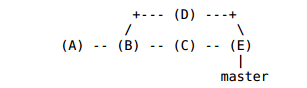 +--- (D) ---+
/ \
(A) -- (B) -- (C) -- (E)
|
master